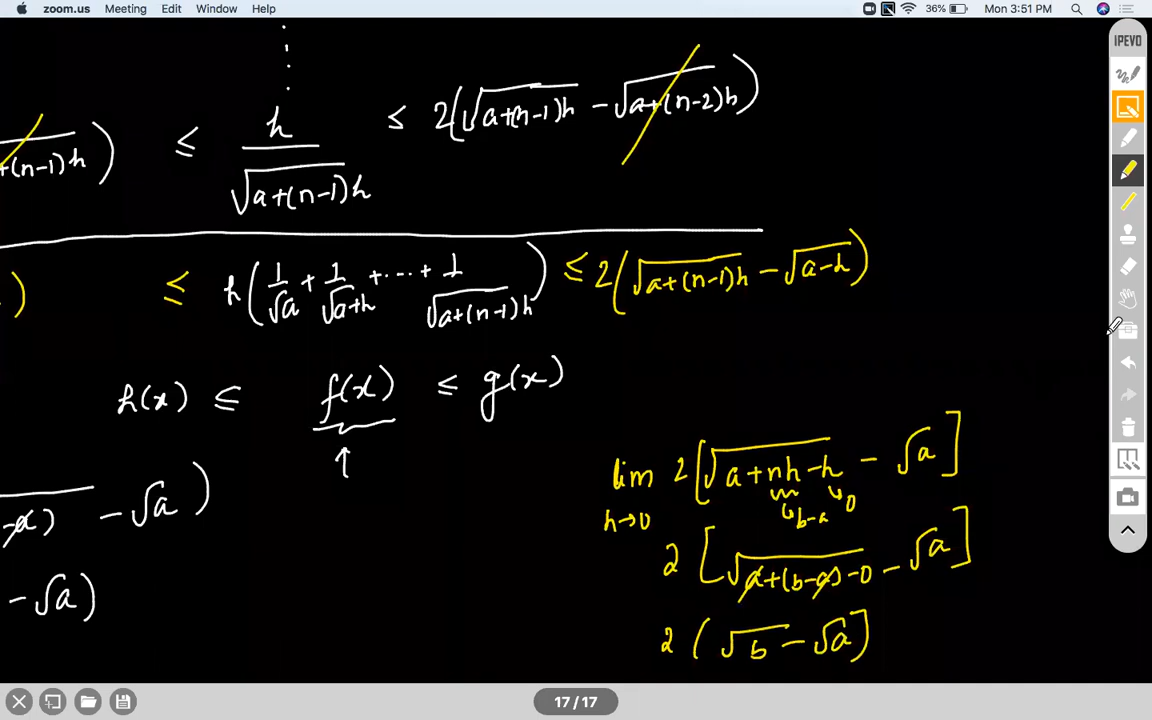 zoom.us Meeting Edit Window Help 36% Mon 3:51 PM
IPEVO
+(n-1)h ) ≤ h/√(a+(n-1)h) ≤ 2(√(a+(n-1)h) - √(a+(n-2)h))
) ≤ h(1/√a + 1/√(a+h) + .... + 1/√(a+(n-1)h)) ≤ 2(√(a+(n-1)h) - √(a-h))
h(x) ≤ f(x) ≤ g(x)
↑
-a) - √a )
- √a)
lim h→0 2[√(a+nh-h) - √a]
↳ b-a ↳ 0
2 [√(a+(b-a)-0) - √a]
2 (√b - √a)
17 / 17